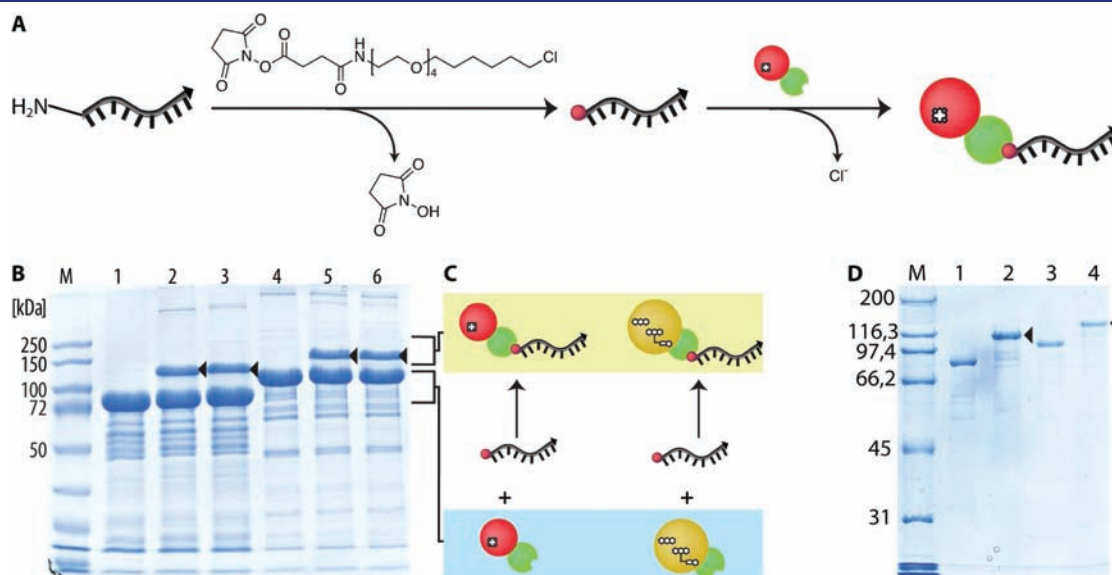 A
O
N
O
O
O
O
H
N
O
4
Cl
H₂N
O
N
OH
O
Cl⁻
B M 1 2 3 4 5 6
[kDa]
250
150
100
72
50
C
+ +
D M 1 2 3 4
200
116,3
97,4
66,2
45
31